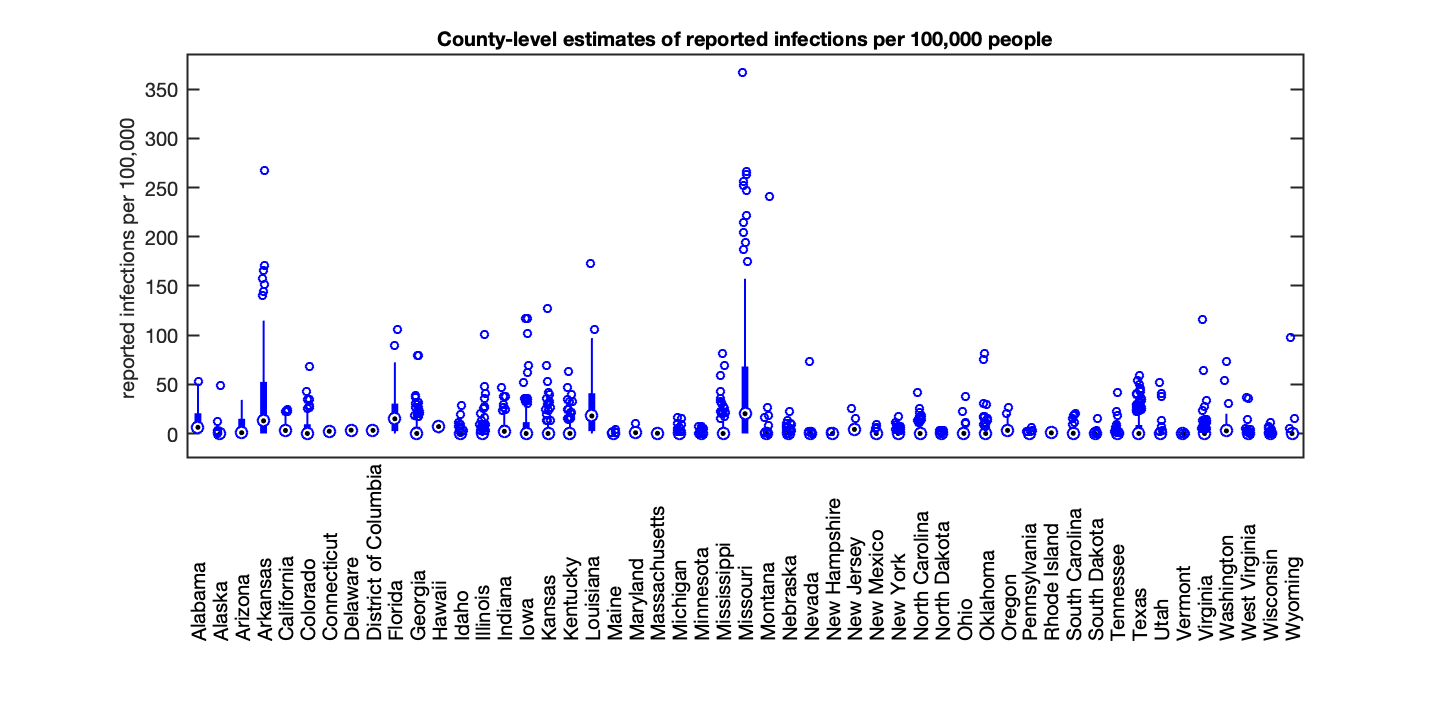 County-level estimates of reported infections per 100,000 people
reported infections per 100,000
350
300
250
200
150
100
50
0
Alabama
Alaska
Arizona
Arkansas
California
Colorado
Connecticut
Delaware
District of Columbia
Florida
Georgia
Hawaii
Idaho
Illinois
Indiana
Iowa
Kansas
Kentucky
Louisiana
Maine
Maryland
Massachusetts
Michigan
Minnesota
Mississippi
Missouri
Montana
Nebraska
Nevada
New Hampshire
New Jersey
New Mexico
New York
North Carolina
North Dakota
Ohio
Oklahoma
Oregon
Pennsylvania
Rhode Island
South Carolina
South Dakota
Tennessee
Texas
Utah
Vermont
Virginia
Washington
West Virginia
Wisconsin
Wyoming